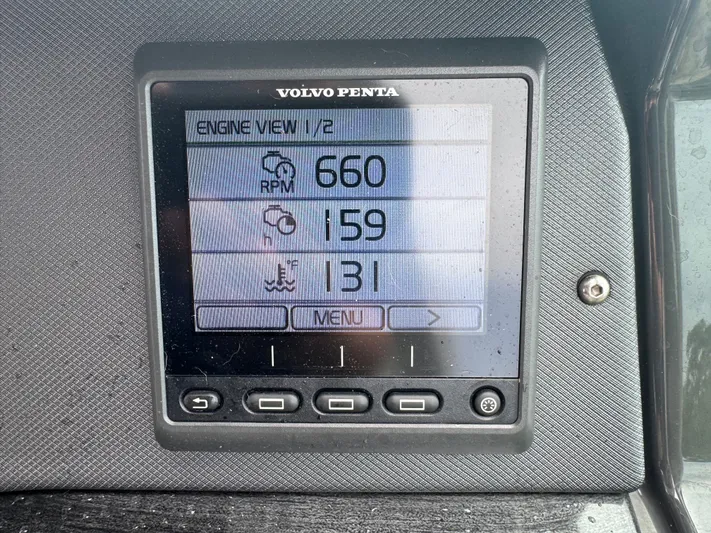 VOLVO PENTA
ENGINE VIEW 1/2
RPM 660
h 159
°F 131
MENU >